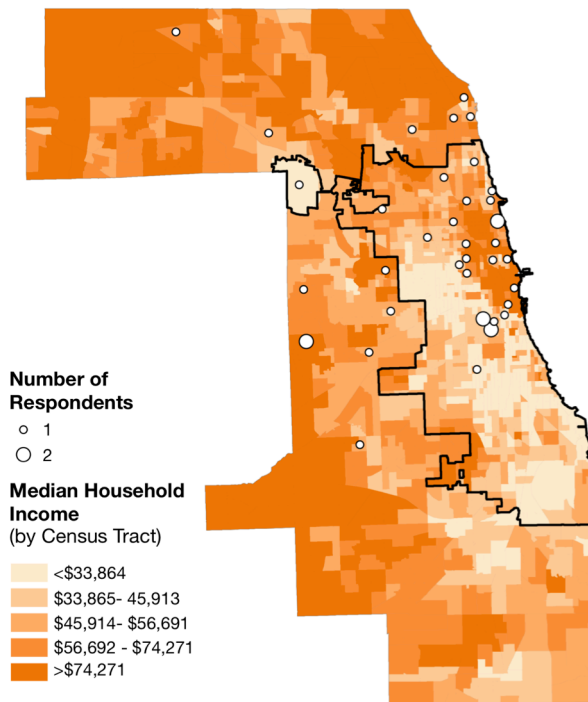 Number of
Respondents
1
2
Median Household
Income
(by Census Tract)
<$33,864
$33,865- 45,913
$45,914- $56,691
$56,692 - $74,271
>$74,271